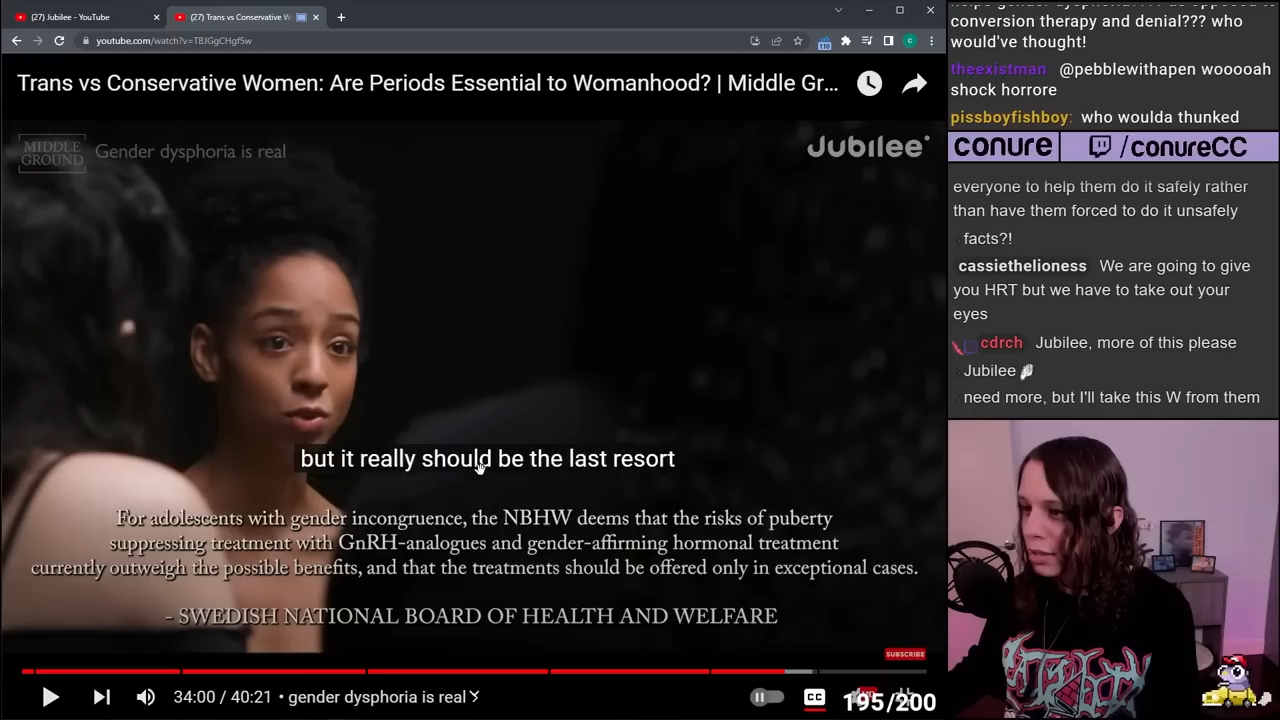 (27) Jubilee - YouTube
(27) Trans vs Conservative W
youtube.com/watch?v=TBJGgCHgf5w
Trans vs Conservative Women: Are Periods Essential to Womanhood? | Middle Gr...
MIDDLE
GROUND
Gender dysphoria is real
Jubilee
but it really should be the last resort
For adolescents with gender incongruence, the NBHW deems that the risks of puberty
suppressing treatment with GnRH-analogues and gender-affirming hormonal treatment
currently outweigh the possible benefits, and that the treatments should be offered only in exceptional cases.
- SWEDISH NATIONAL BOARD OF HEALTH AND WELFARE
SUBSCRIBE
34:00 / 40:21 • gender dysphoria is real
CC
195/200
conversion therapy and denial??? who
would've thought!
theexistman @pebblewithapen wooooah
shock horrore
pissboyfishboy: who woulda thunked
conure
/conureCC
everyone to help them do it safely rather
than have them forced to do it unsafely
facts?!
cassiethelioness We are going to give
you HRT but we have to take out your
eyes
cdrch Jubilee, more of this please
Jubilee
need more, but I'll take this W from them